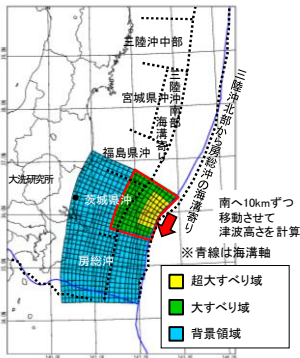 三陸沖中部
宮城県沖
三陸沖南部
海溝寄り
三陸沖北部から房総沖の海溝寄り
福島県沖
大洗研究所
茨城県沖
房総沖
南へ10kmずつ
移動させて
津波高さを計算
※青線は海溝軸
超大すべり域
大すべり域
背景領域